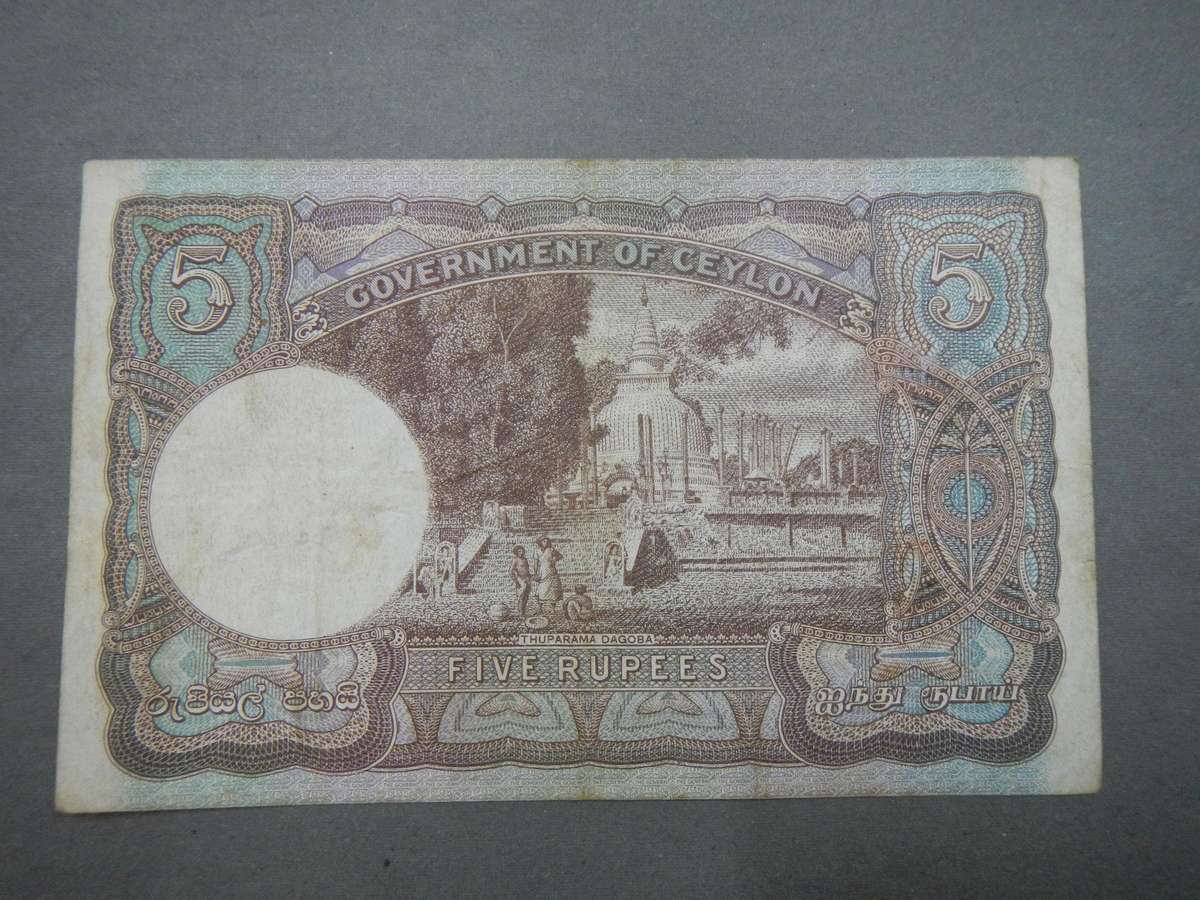 GOVERNMENT OF CEYLON
5
5
THUPARAMA DAGOBA
FIVE RUPEES
රුපියල් පහයි
ஐந்து ரூபாய்